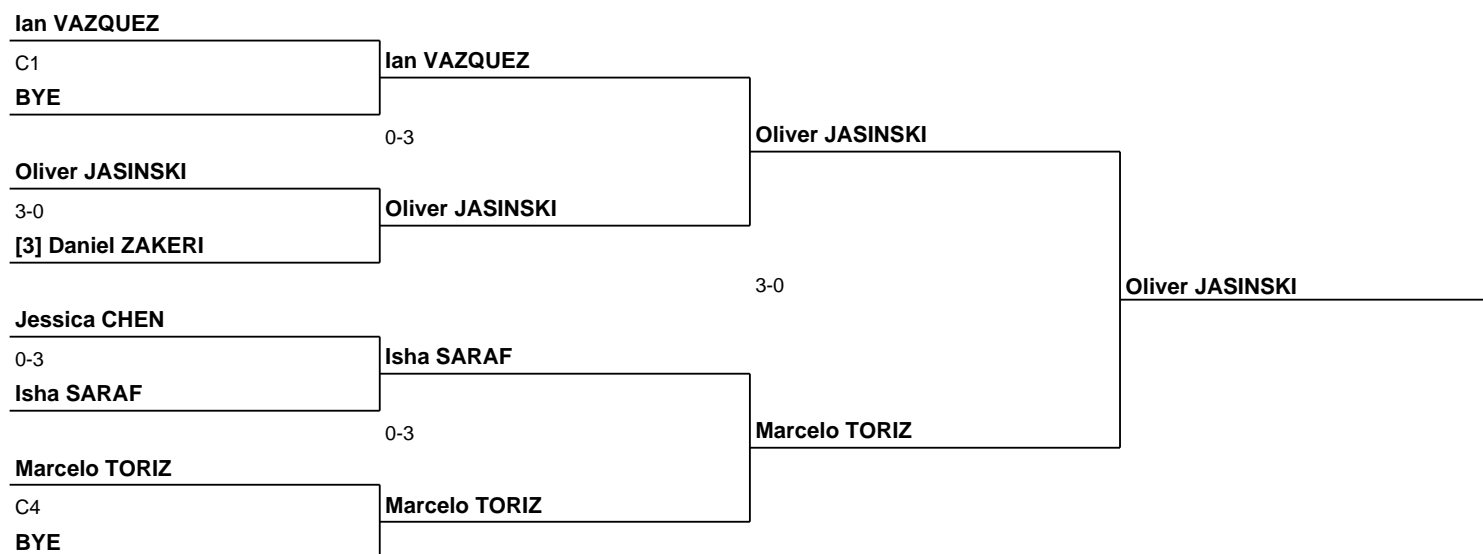 Ian VAZQUEZ
C1
BYE
Ian VAZQUEZ
0-3
Oliver JASINSKI
Oliver JASINSKI
3-0
[3] Daniel ZAKERI
Oliver JASINSKI
3-0
Oliver JASINSKI
Jessica CHEN
0-3
Isha SARAF
Isha SARAF
0-3
Marcelo TORIZ
Marcelo TORIZ
C4
BYE
Marcelo TORIZ